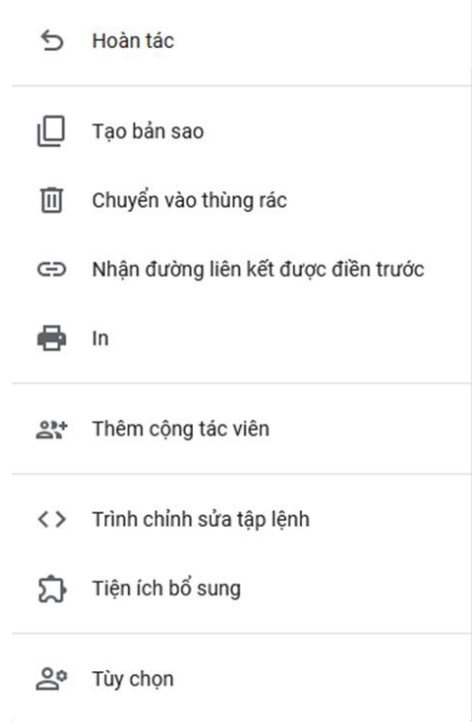 Hoàn tác
Tạo bản sao
Chuyển vào thùng rác
Nhận đường liên kết được điền trước
In
Thêm cộng tác viên
Trình chỉnh sửa tập lệnh
Tiện ích bổ sung
Tùy chọn